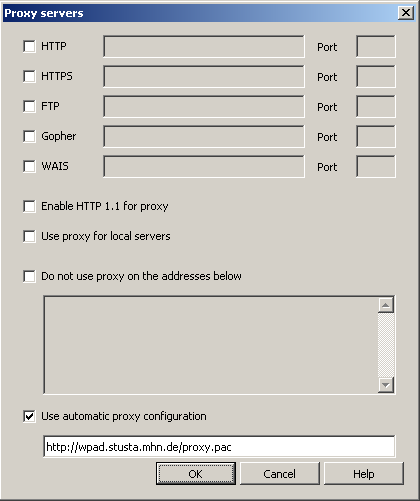 Proxy servers
HTTP Port
HTTPS Port
FTP Port
Gopher Port
WAIS Port
Enable HTTP 1.1 for proxy
Use proxy for local servers
Do not use proxy on the addresses below
Use automatic proxy configuration
http://wpad.stusta.mhn.de/proxy.pac
OK Cancel Help